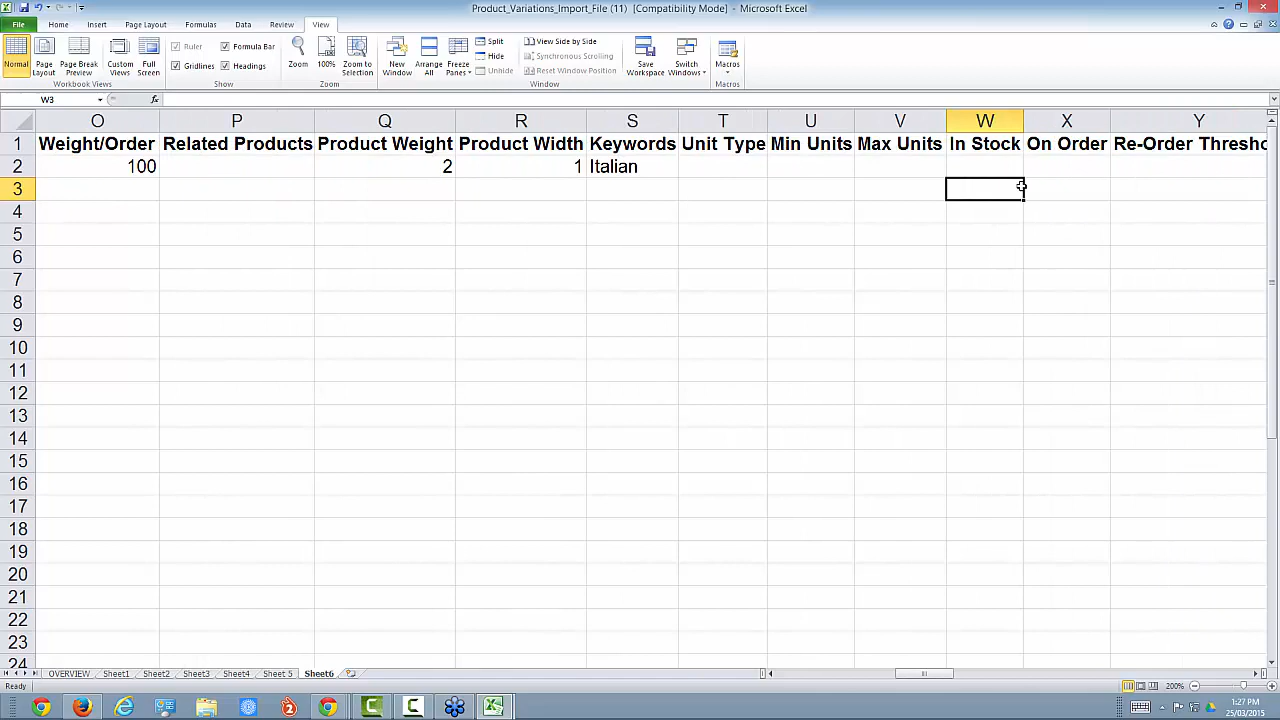 Product_Variations_Import_File (11) [Compatibility Mode] - Microsoft Excel
File Home Insert Page Layout Formulas Data Review View
Normal Page Layout Page Break Preview Custom Views Full Screen
Ruler Formula Bar
Gridlines Headings
Zoom 100% Zoom to Selection
New Window Arrange All Freeze Panes
Split
Hide
Unhide
View Side by Side
Synchronous Scrolling
Reset Window Position
Save Workspace Switch Windows Macros
Workbook Views Show Zoom Window Macros
W3 fx
O P Q R S T U V W X Y
1 Weight/Order Related Products Product Weight Product Width Keywords Unit Type Min Units Max Units In Stock On Order Re-Order Thresho
2 100 2 1 Italian
3
4
5
6
7
8
9
10
11
12
13
14
15
16
17
18
19
20
21
22
23
24
OVERVIEW Sheet1 Sheet2 Sheet3 Sheet4 Sheet 5 Sheet6
Ready 200%
1:27 PM
25/03/2015